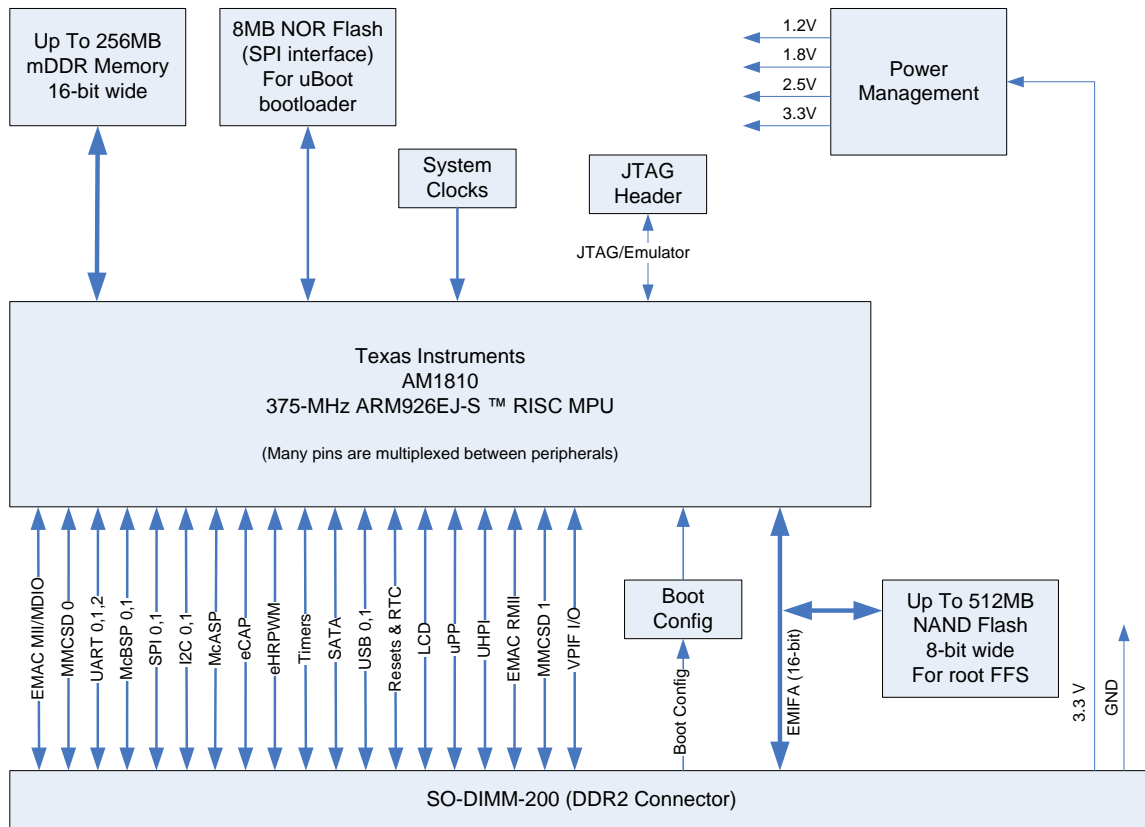 Up To 256MB
mDDR Memory
16-bit wide
8MB NOR Flash
(SPI interface)
For uBoot
bootloader
System
Clocks
JTAG
Header
JTAG/Emulator
1.2V
1.8V
2.5V
3.3V
Power
Management
Texas Instruments
AM1810
375-MHz ARM926EJ-S ™ RISC MPU
(Many pins are multiplexed between peripherals)
EMAC MII/MDIO
MMCSD 0
UART 0,1,2
McBSP 0,1
SPI 0,1
I2C 0,1
McASP
eCAP
eHRPWM
Timers
SATA
USB 0,1
Resets & RTC
LCD
uPP
UHPI
EMAC RMII
MMCSD 1
VPIF I/O
Boot
Config
Boot Config
EMIFA (16-bit)
Up To 512MB
NAND Flash
8-bit wide
For root FFS
3.3 V
GND
SO-DIMM-200 (DDR2 Connector)